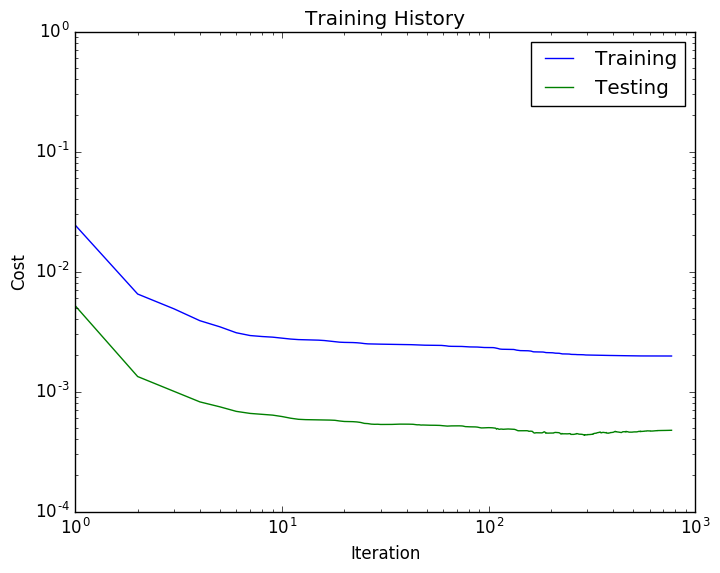 Training History
10^0
Training
Testing
10^-1
10^-2
Cost
10^-3
10^-4
10^0 10^1 10^2 10^3
Iteration